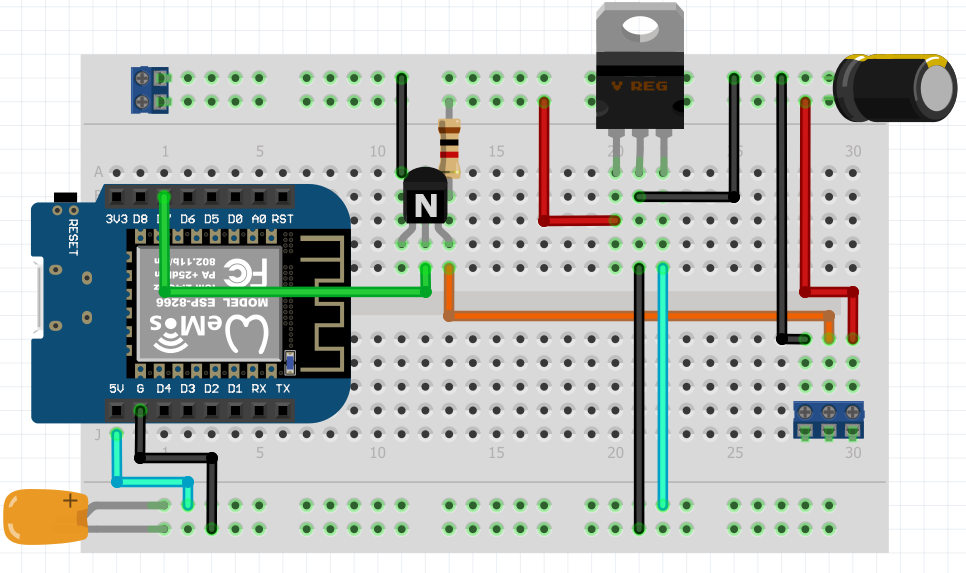 V REG
1 5 10 15 20 25 30
A
N
RESET
3V3 D8 D6 D5 D0 A0 RST
802.11b/
PA +25dBm
FC
MODEL ESP-8266
WeMos
5V G D4 D3 D2 D1 RX TX
+
J
1 5 10 15 20 25 30